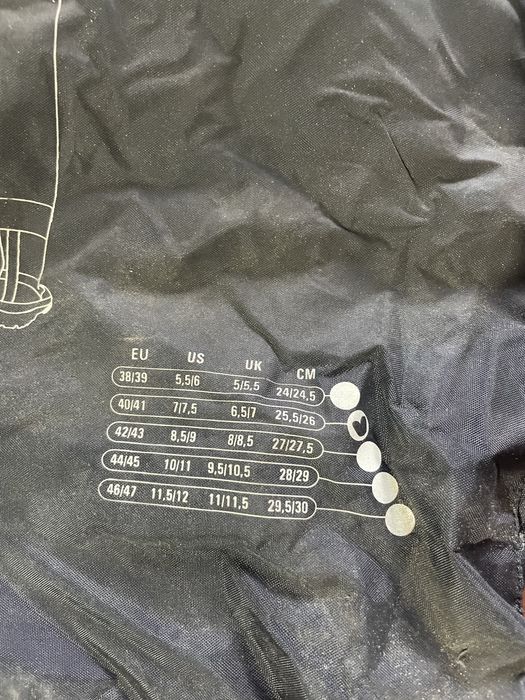 EU US UK CM
38/39 5,5/6 5/5,5 24/24,5
40/41 7/7,5 6,5/7 25,5/26
42/43 8,5/9 8/8,5 27/27,5
44/45 10/11 9,5/10,5 28/29
46/47 11,5/12 11/11,5 29,5/30